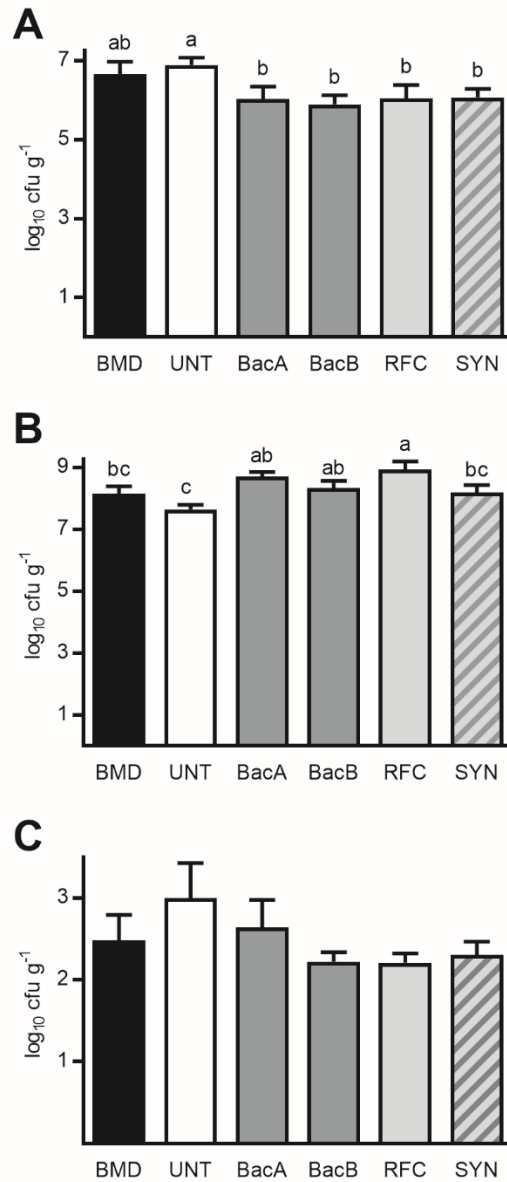 A
ab a b b b b
7
5
3
1
log₁₀ cfu g⁻¹
BMD UNT BacA BacB RFC SYN
B
bc c ab ab a bc
9
7
5
3
1
log₁₀ cfu g⁻¹
BMD UNT BacA BacB RFC SYN
C
3
2
1
log₁₀ cfu g⁻¹
BMD UNT BacA BacB RFC SYN